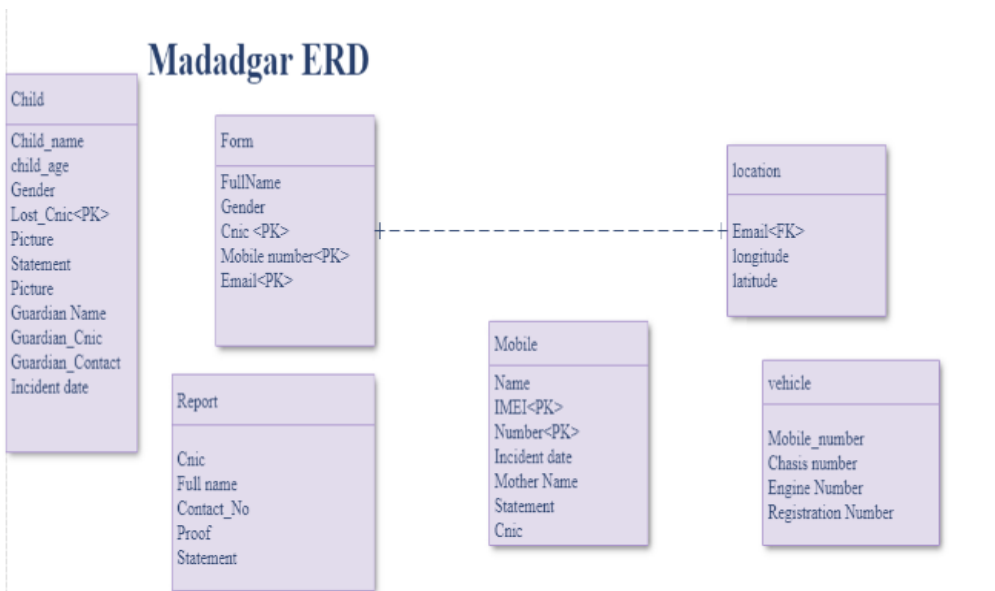 Madadgar ERD
Child
Child_name
child_age
Gender
Lost_Cnic<PK>
Picture
Statement
Picture
Guardian Name
Guardian_Cnic
Guardian_Contact
Incident date
Form
FullName
Gender
Cnic <PK>
Mobile number<PK>
Email<PK>
location
Email<FK>
longitude
latitude
Report
Cnic
Full name
Contact_No
Proof
Statement
Mobile
Name
IMEI<PK>
Number<PK>
Incident date
Mother Name
Statement
Cnic
vehicle
Mobile_number
Chasis number
Engine Number
Registration Number